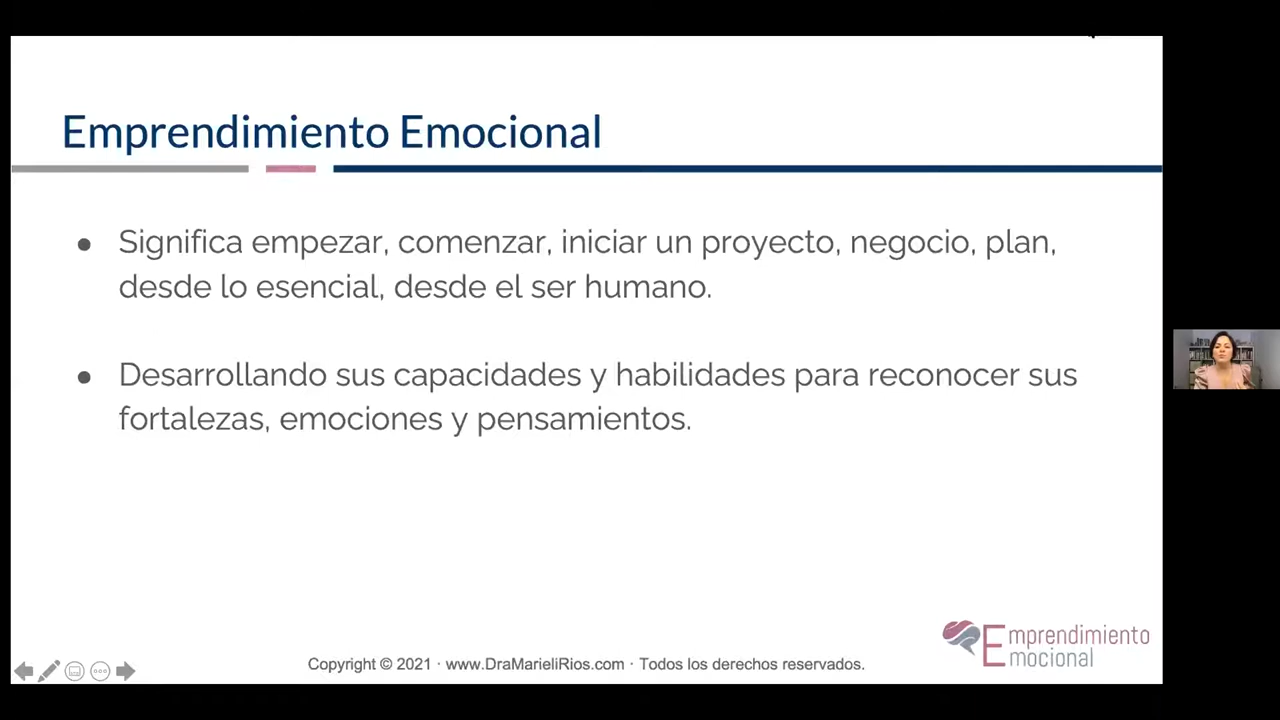 Emprendimiento Emocional
● Significa empezar, comenzar, iniciar un proyecto, negocio, plan,
desde lo esencial, desde el ser humano.
● Desarrollando sus capacidades y habilidades para reconocer sus
fortalezas, emociones y pensamientos.
Emprendimiento
Emocional
Copyright © 2021 · www.DraMarieliRios.com · Todos los derechos reservados.